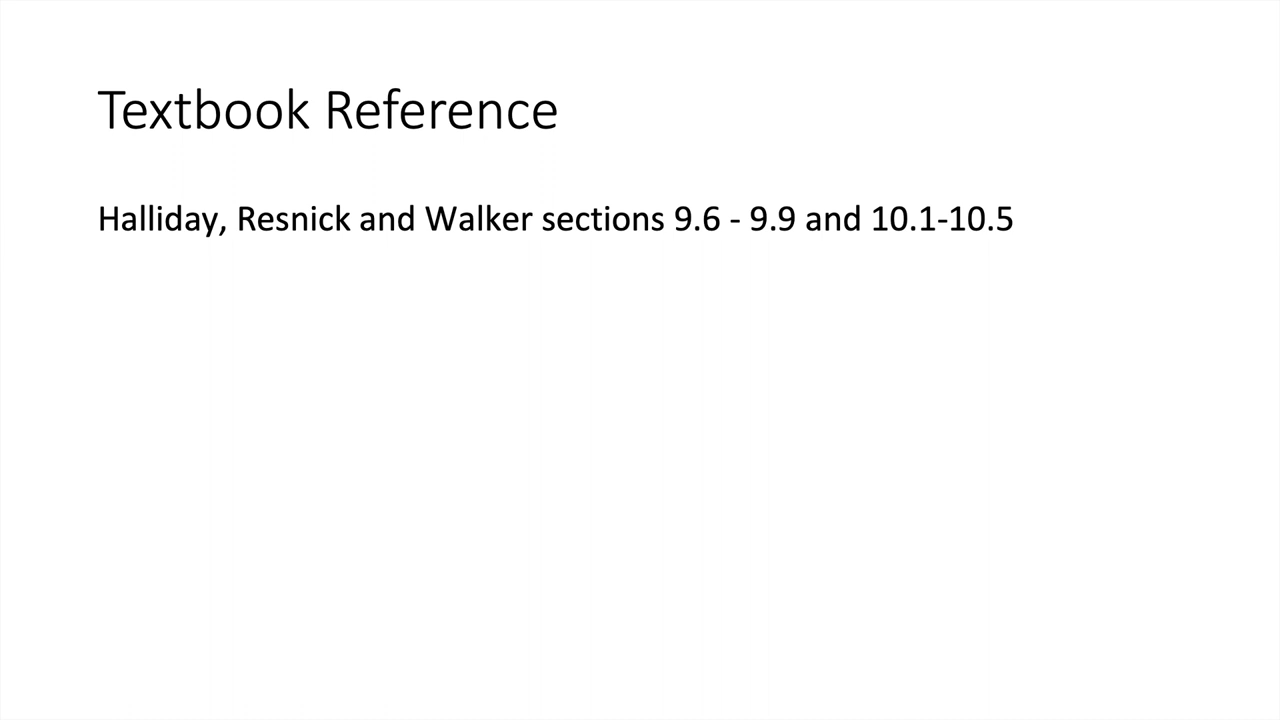 Textbook Reference
Halliday, Resnick and Walker sections 9.6 - 9.9 and 10.1-10.5